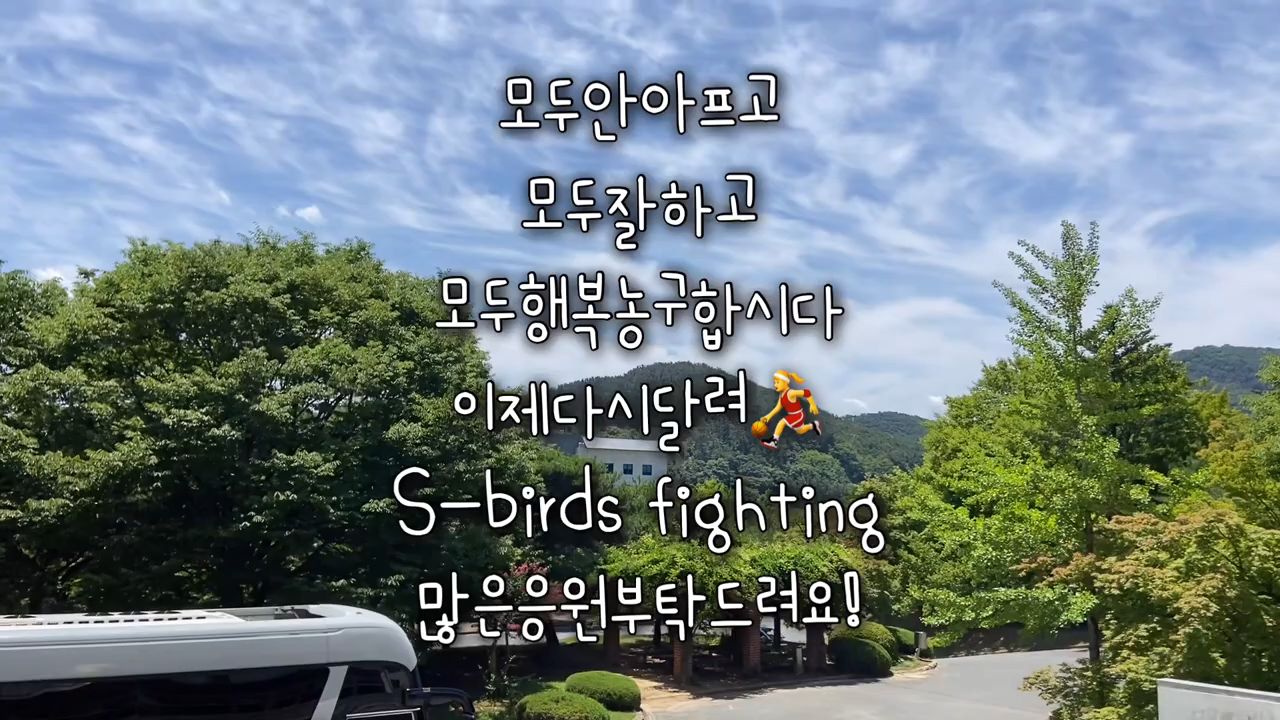 모두안아프고
모두잘하고
모두행복농구합시다
이제다시달려⛹️‍♀️
S-birds fighting
많은응원부탁드려요!